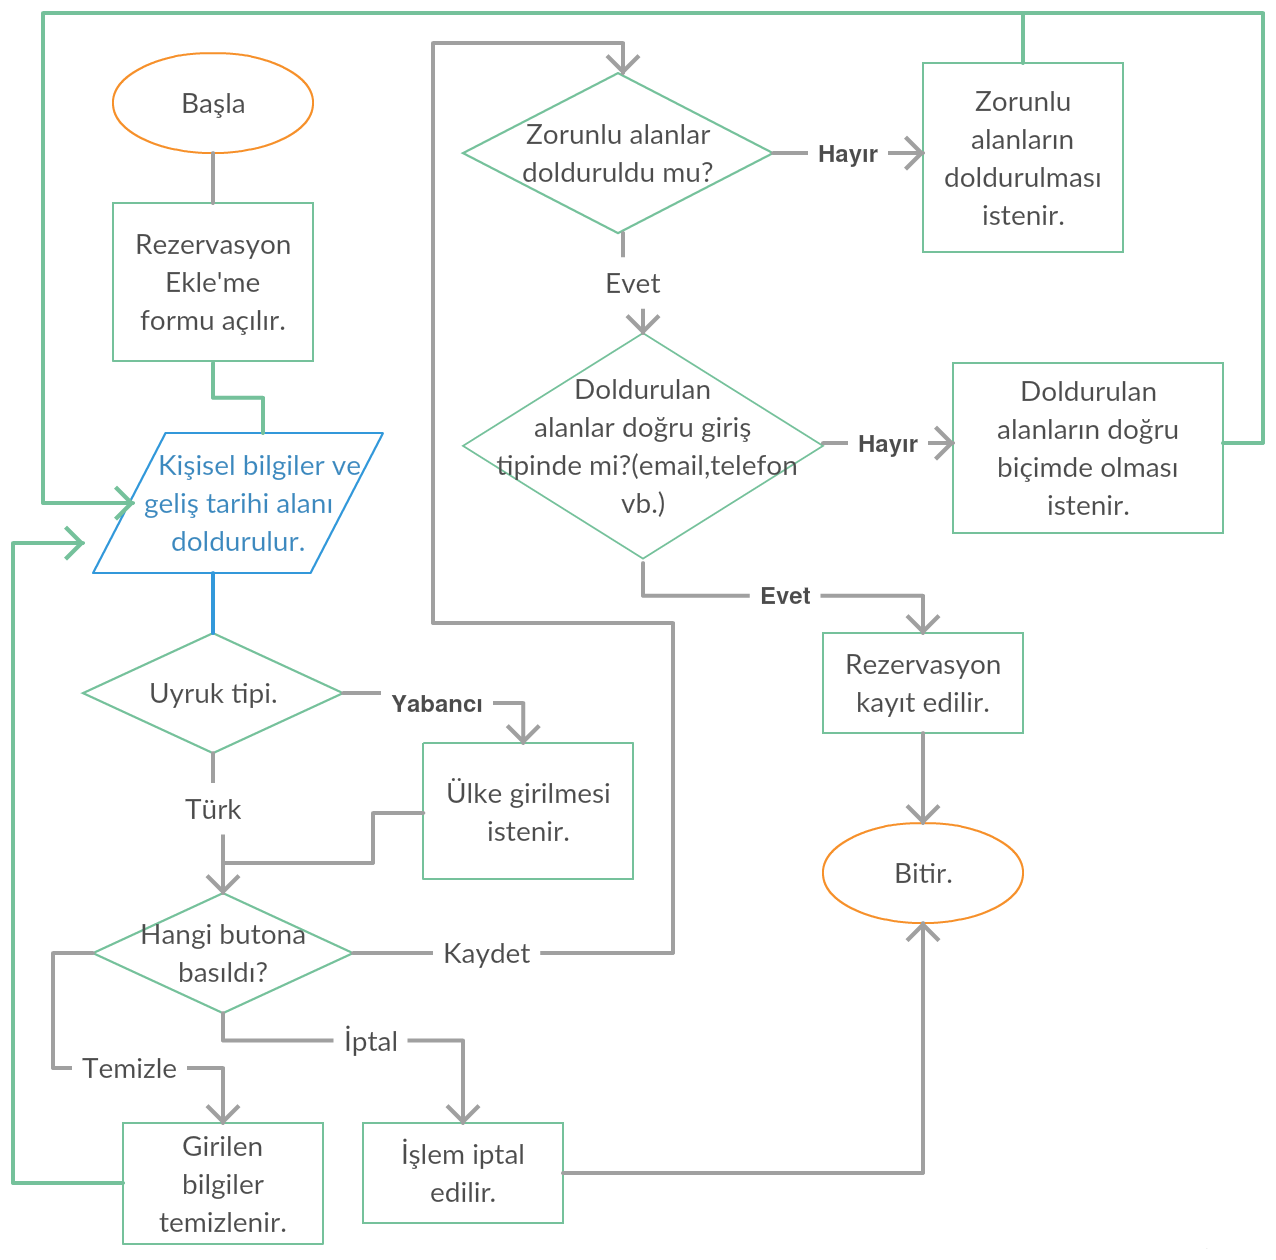 Başla
Rezervasyon
Ekle'me
formu açılır.
Kişisel bilgiler ve
geliş tarihi alanı
doldurulur.
Uyruk tipi.
Yabancı
Ülke girilmesi
istenir.
Türk
Hangi butona
basıldı?
Kaydet
İptal
Temizle
Girilen
bilgiler
temizlenir.
İşlem iptal
edilir.
Zorunlu alanlar
dolduruldu mu?
Hayır
Zorunlu
alanların
doldurulması
istenir.
Evet
Doldurulan
alanlar doğru giriş
tipinde mi?(email,telefon
vb.)
Hayır
Doldurulan
alanların doğru
biçimde olması
istenir.
Evet
Rezervasyon
kayıt edilir.
Bitir.